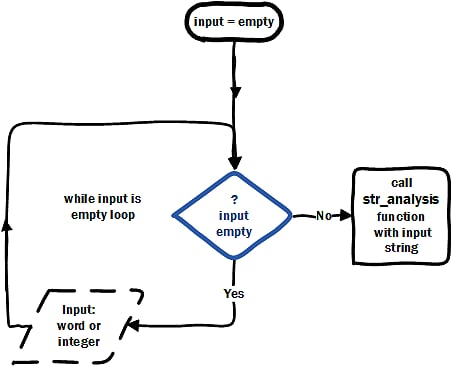 input = empty
while input is
empty loop
?
input
empty
No
call
str_analysis
function
with input
string
Yes
Input:
word or
integer